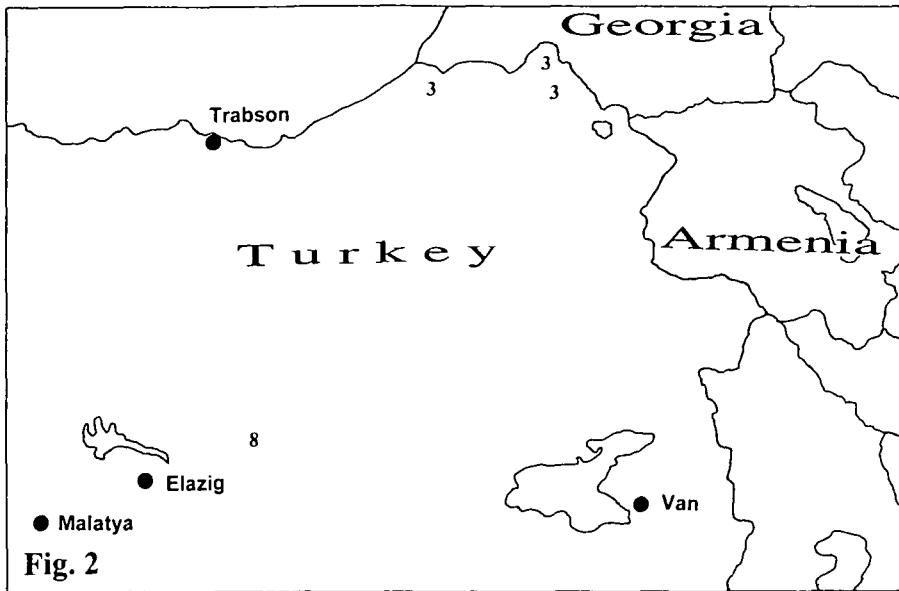 Georgia
3
3
3
Trabson
Turkey
Armenia
8
Elazig
Van
Malatya
Fig. 2